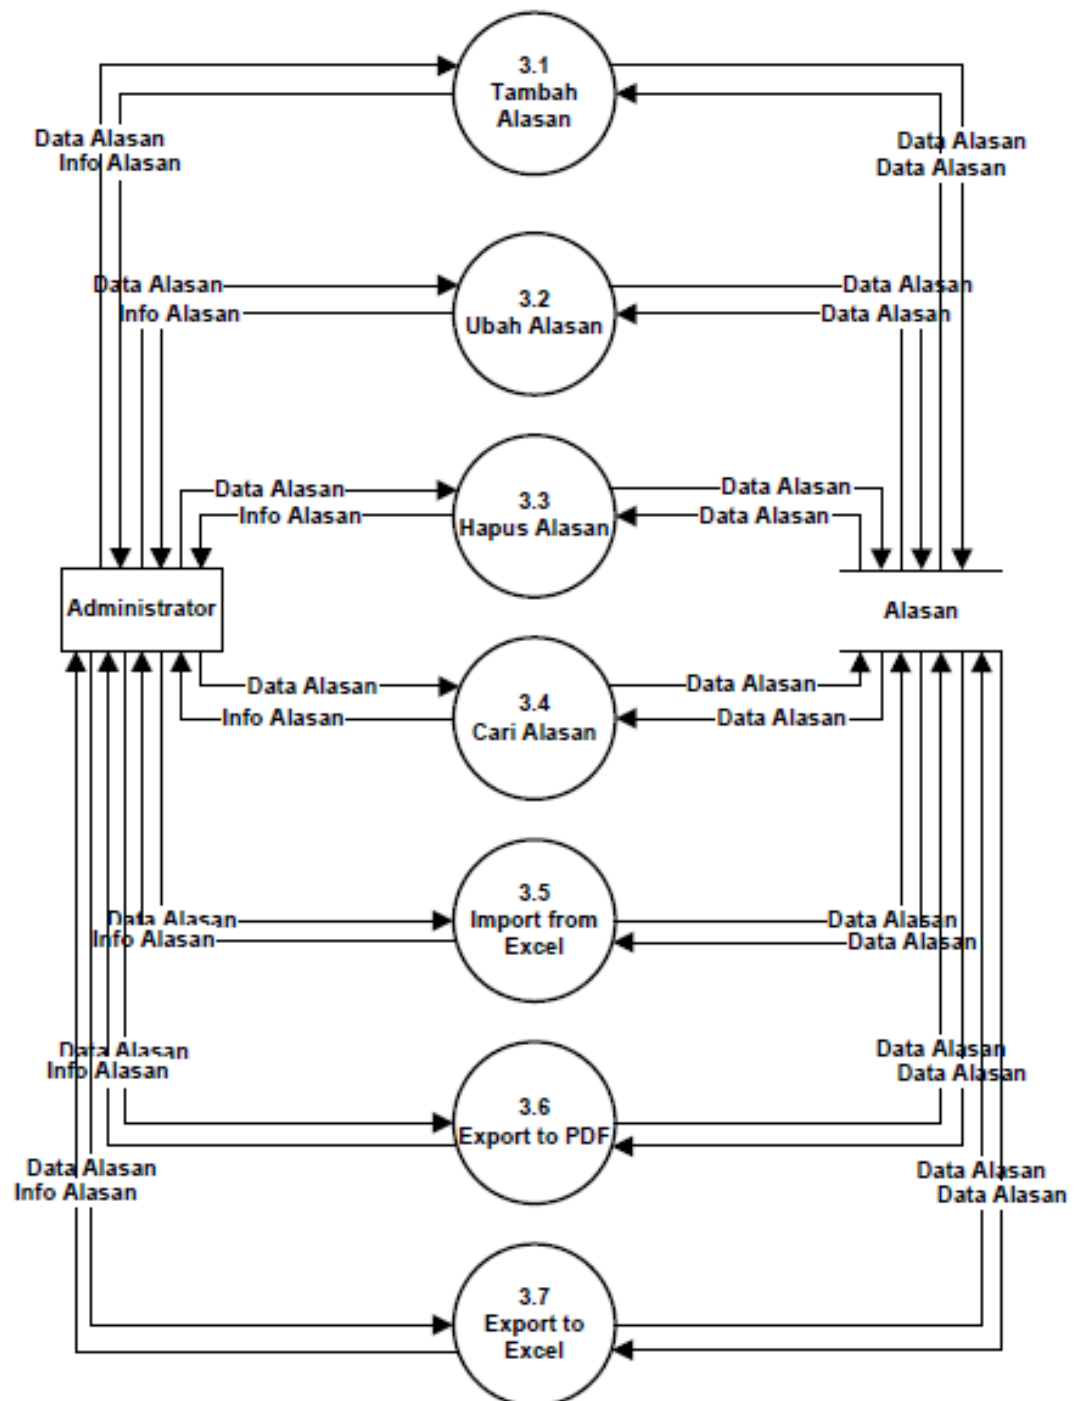 3.1
Tambah
Alasan
Data Alasan
Info Alasan
Data Alasan
Data Alasan
3.2
Ubah Alasan
Data Alasan
Info Alasan
Data Alasan
Data Alasan
3.3
Hapus Alasan
Data Alasan
Info Alasan
Data Alasan
Data Alasan
Administrator
Alasan
3.4
Cari Alasan
Data Alasan
Info Alasan
Data Alasan
Data Alasan
3.5
Import from
Excel
Data Alasan
Info Alasan
Data Alasan
Data Alasan
3.6
Export to PDF
Data Alasan
Info Alasan
Data Alasan
Data Alasan
3.7
Export to
Excel
Data Alasan
Info Alasan
Data Alasan
Data Alasan